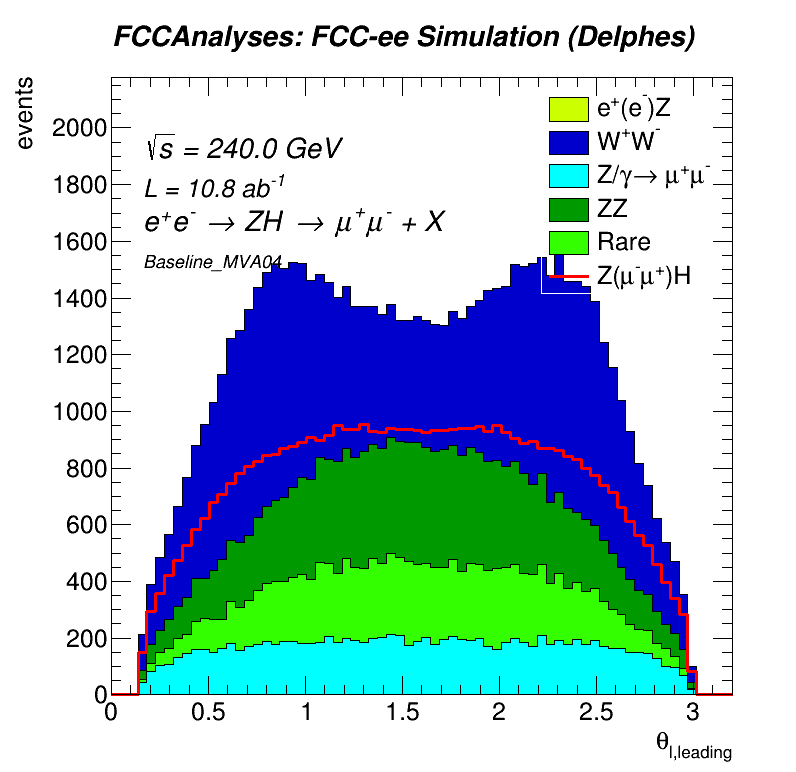 FCCAnalyses: FCC-ee Simulation (Delphes)
events
2000
1800
1600
1400
1200
1000
800
600
400
200
0
√s = 240.0 GeV
L = 10.8 ab⁻¹
e⁺e⁻ → ZH → μ⁺μ⁻ + X
Baseline_MVA04
e⁺(e⁻)Z
W⁺W⁻
Z/γ→ μ⁺μ⁻
ZZ
Rare
Z(μ⁻μ⁺)H
0 0.5 1 1.5 2 2.5 3
θl,leading